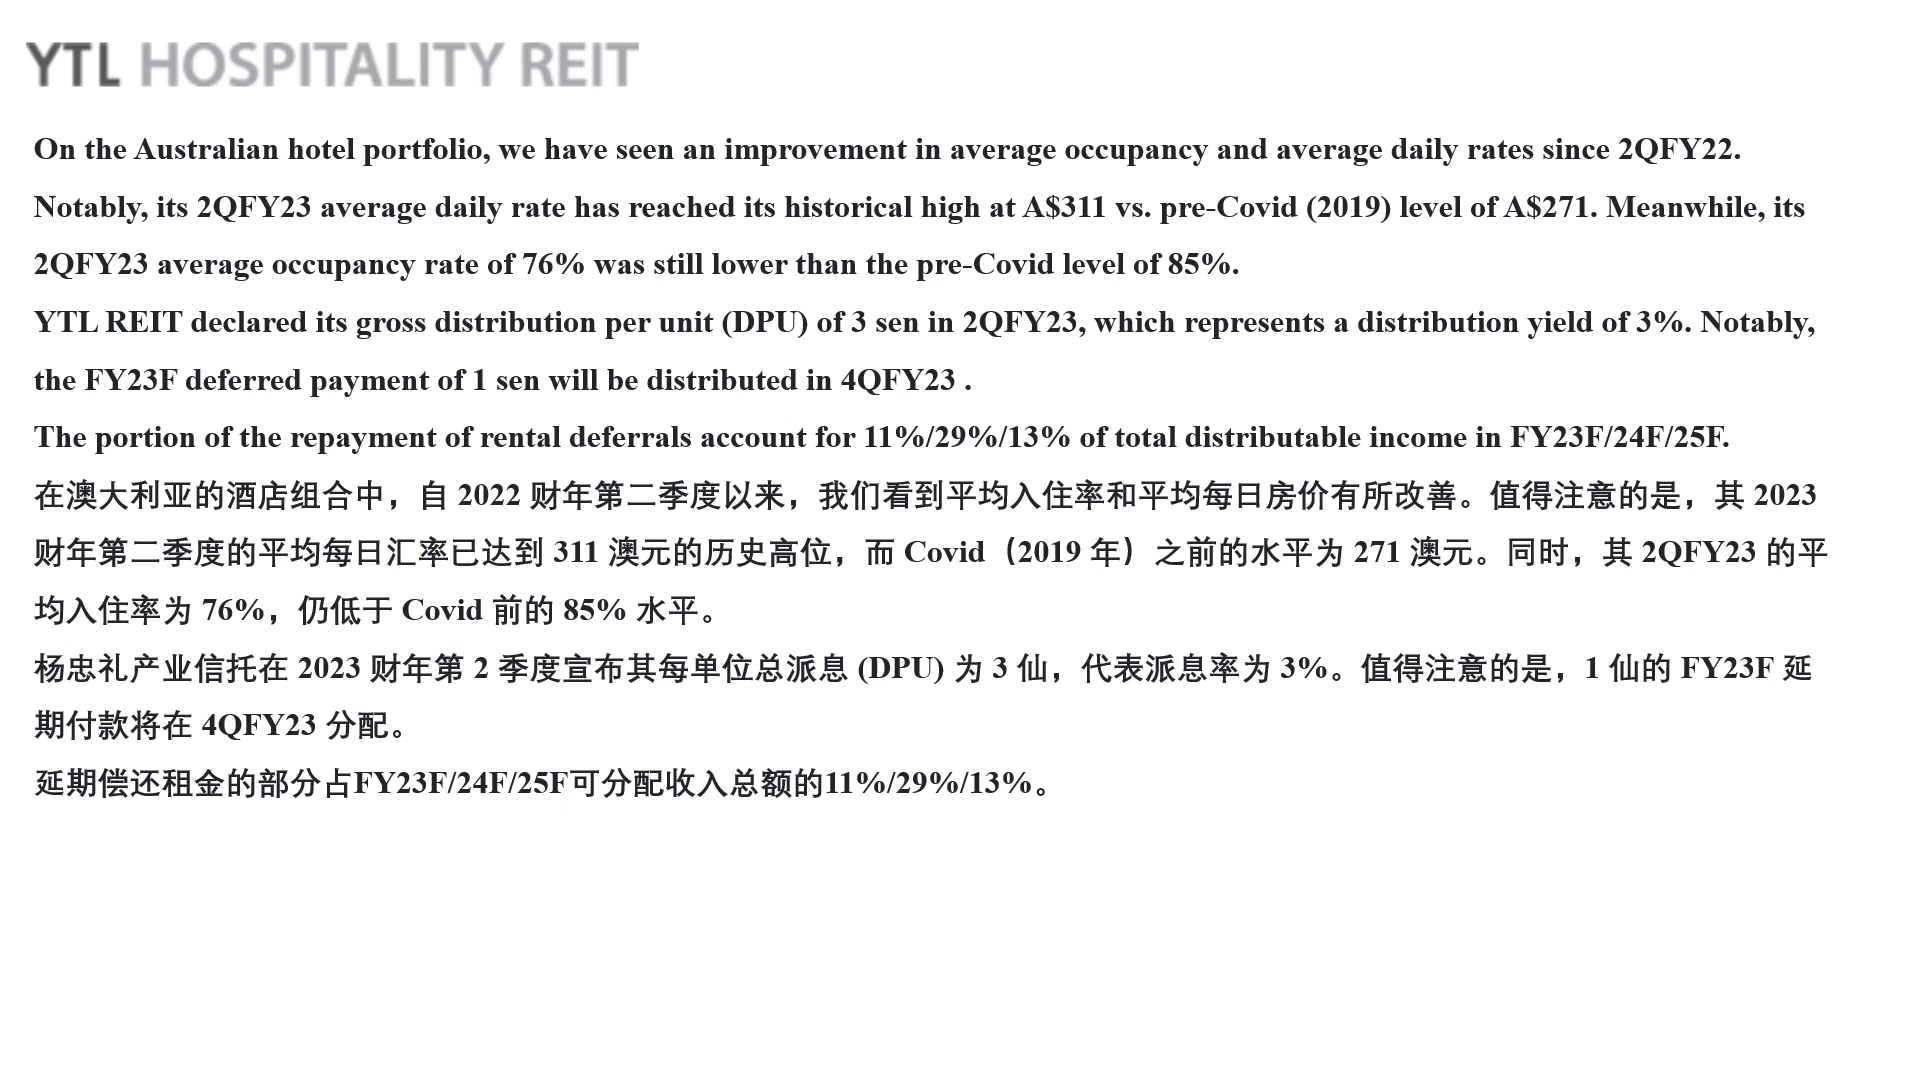 YTL HOSPITALITY REIT
On the Australian hotel portfolio, we have seen an improvement in average occupancy and average daily rates since 2QFY22.
Notably, its 2QFY23 average daily rate has reached its historical high at A$311 vs. pre-Covid (2019) level of A$271. Meanwhile, its
2QFY23 average occupancy rate of 76% was still lower than the pre-Covid level of 85%.
YTL REIT declared its gross distribution per unit (DPU) of 3 sen in 2QFY23, which represents a distribution yield of 3%. Notably,
the FY23F deferred payment of 1 sen will be distributed in 4QFY23 .
The portion of the repayment of rental deferrals account for 11%/29%/13% of total distributable income in FY23F/24F/25F.
在澳大利亚的酒店组合中，自 2022 财年第二季度以来，我们看到平均入住率和平均每日房价有所改善。值得注意的是，其 2023
财年第二季度的平均每日汇率已达到 311 澳元的历史高位，而 Covid（2019 年）之前的水平为 271 澳元。同时，其 2QFY23 的平
均入住率为 76%，仍低于 Covid 前的 85% 水平。
杨忠礼产业信托在 2023 财年第 2 季度宣布其每单位总派息 (DPU) 为 3 仙，代表派息率为 3%。值得注意的是，1 仙的 FY23F 延
期付款将在 4QFY23 分配。
延期偿还租金的部分占FY23F/24F/25F可分配收入总额的11%/29%/13%。